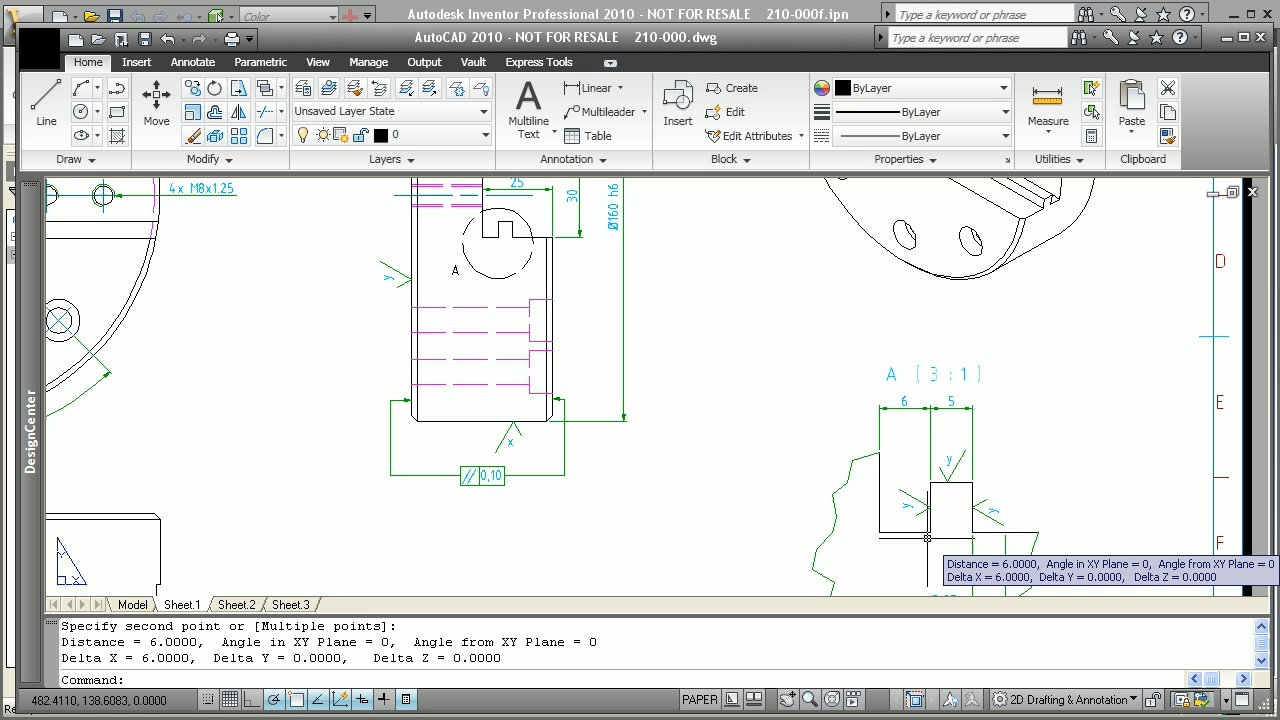 Color
Autodesk Inventor Professional 2010 - NOT FOR RESALE 210-000f.ipn
Type a keyword or phrase
AutoCAD 2010 - NOT FOR RESALE 210-000.dwg
Type a keyword or phrase
Home Insert Annotate Parametric View Manage Output Vault Express Tools
Line
Move
Unsaved Layer State
0
Multiline
Text
Linear
Multileader
Table
Insert
Create
Edit
Edit Attributes
ByLayer
ByLayer
ByLayer
Measure
Paste
Draw Modify Layers Annotation Block Properties Utilities Clipboard
4x M8x1.25
25
30
Ø160 h6
A
y
x
// 0,10
D
E
F
A (3:1)
6 5
y
y
y
DesignCenter
Y
X
Distance = 6.0000, Angle in XY Plane = 0, Angle from XY Plane = 0
Delta X = 6.0000, Delta Y = 0.0000, Delta Z = 0.0000
Model Sheet.1 Sheet.2 Sheet.3
Specify second point or [Multiple points]:
Distance = 6.0000, Angle in XY Plane = 0, Angle from XY Plane = 0
Delta X = 6.0000, Delta Y = 0.0000, Delta Z = 0.0000
Command:
482.4110, 138.6083, 0.0000
PAPER
2D Drafting & Annotation
Re